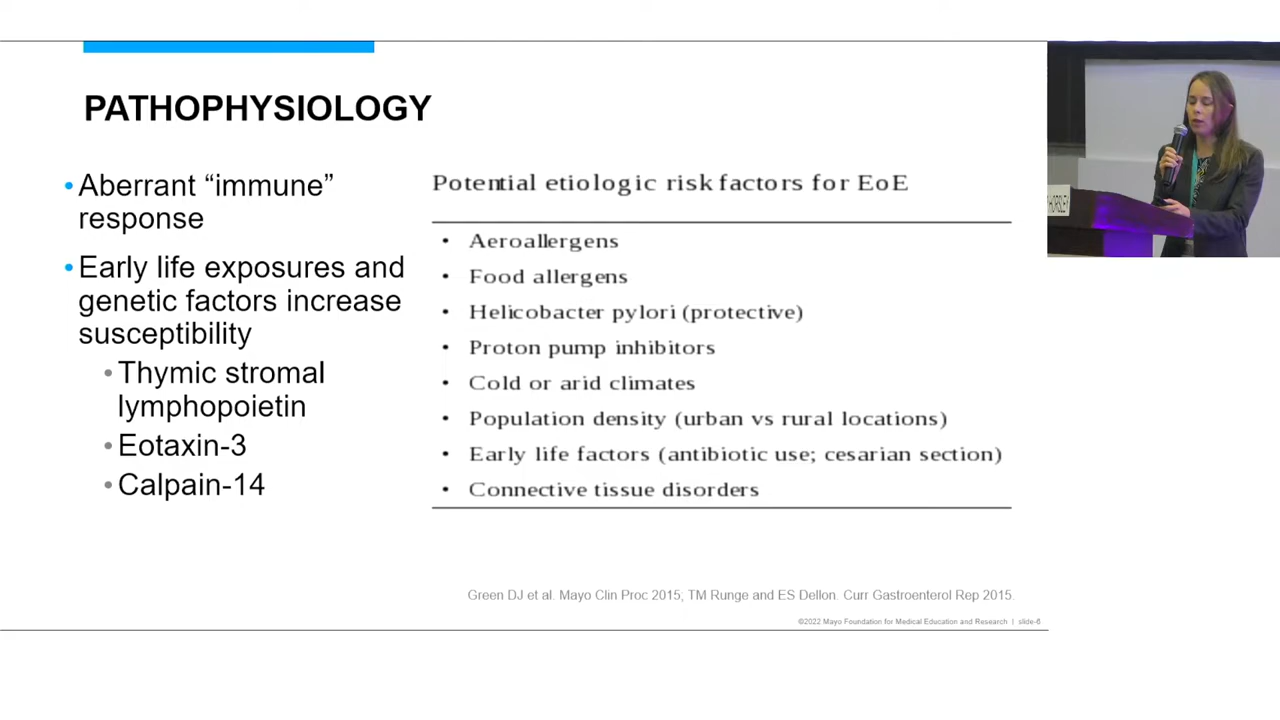 PATHOPHYSIOLOGY
• Aberrant “immune”
response
• Early life exposures and
genetic factors increase
susceptibility
• Thymic stromal
lymphopoietin
• Eotaxin-3
• Calpain-14
Potential etiologic risk factors for EoE
• Aeroallergens
• Food allergens
• Helicobacter pylori (protective)
• Proton pump inhibitors
• Cold or arid climates
• Population density (urban vs rural locations)
• Early life factors (antibiotic use; cesarian section)
• Connective tissue disorders
Green DJ et al. Mayo Clin Proc 2015; TM Runge and ES Dellon. Curr Gastroenterol Rep 2015.
©2022 Mayo Foundation for Medical Education and Research | slide-6